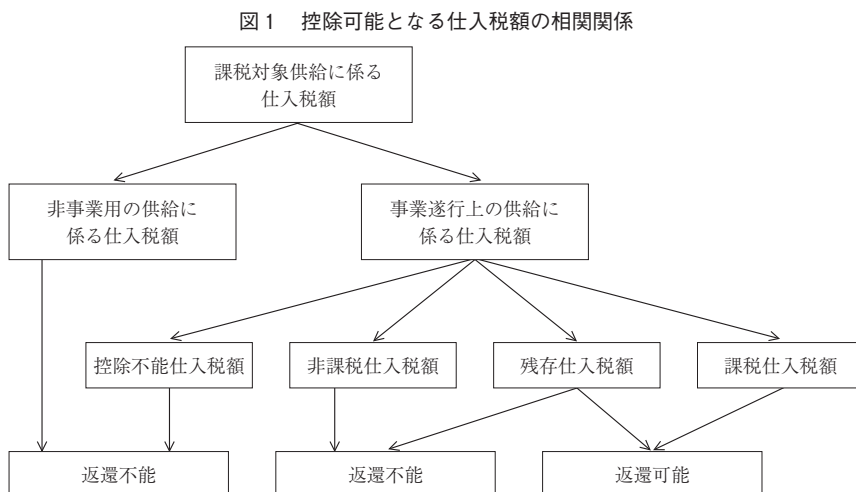 図1 控除可能となる仕入税額の相関関係
課税対象供給に係る
仕入税額
非事業用の供給に
係る仕入税額
事業遂行上の供給に
係る仕入税額
控除不能仕入税額
非課税仕入税額
残存仕入税額
課税仕入税額
返還不能
返還不能
返還可能